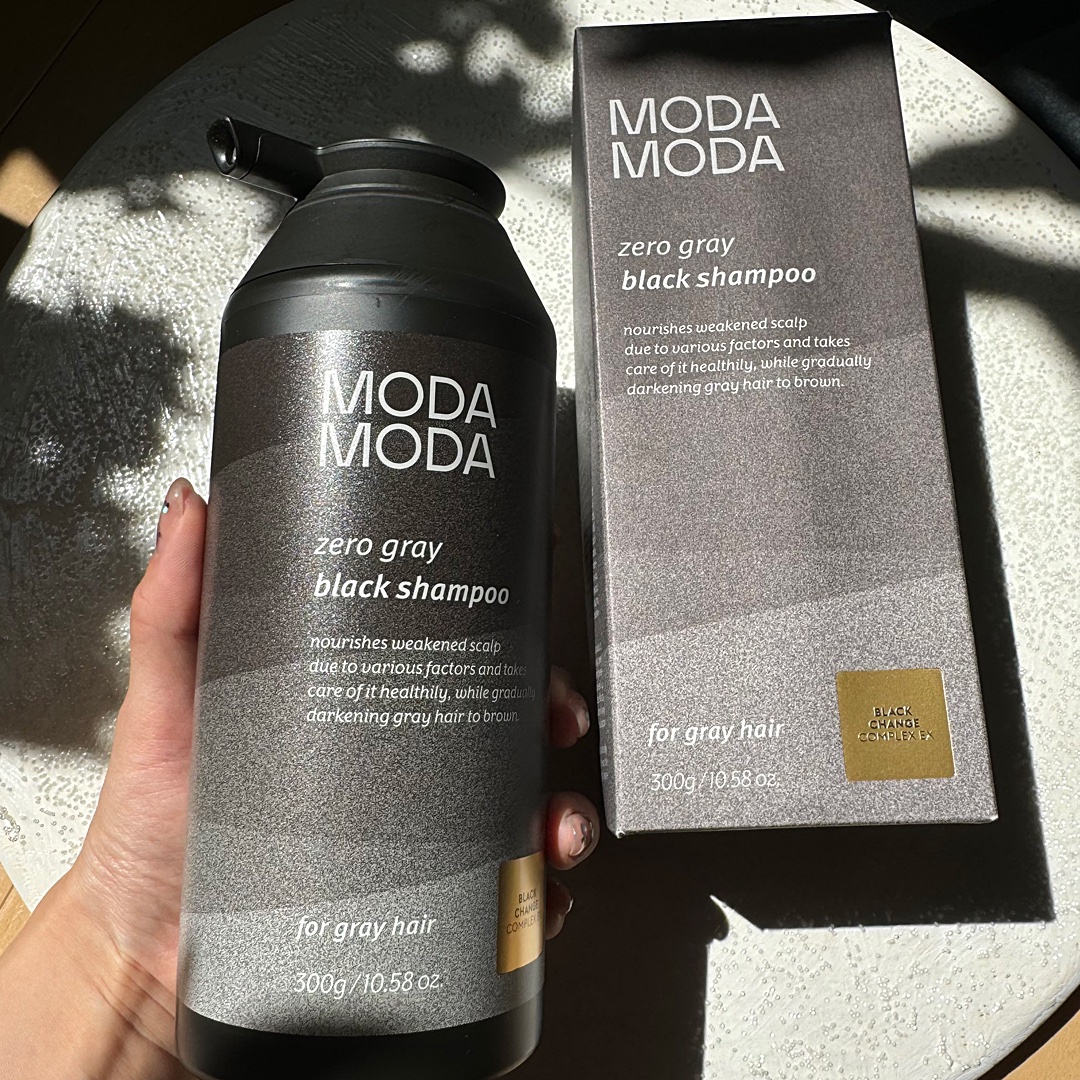 MODA
MODA
zero gray
black shampoo
nourishes weakened scalp
due to various factors and takes
care of it healthily, while gradually
darkening gray hair to brown.
for gray hair
300g/10.58 oz.
BLACK
CHANGE
COMPLEX
MODA
MODA
zero gray
black shampoo
nourishes weakened scalp
due to various factors and takes
care of it healthily, while gradually
darkening gray hair to brown.
for gray hair
300g/10.58 oz.
BLACK
CHANGE
COMPLEX EX